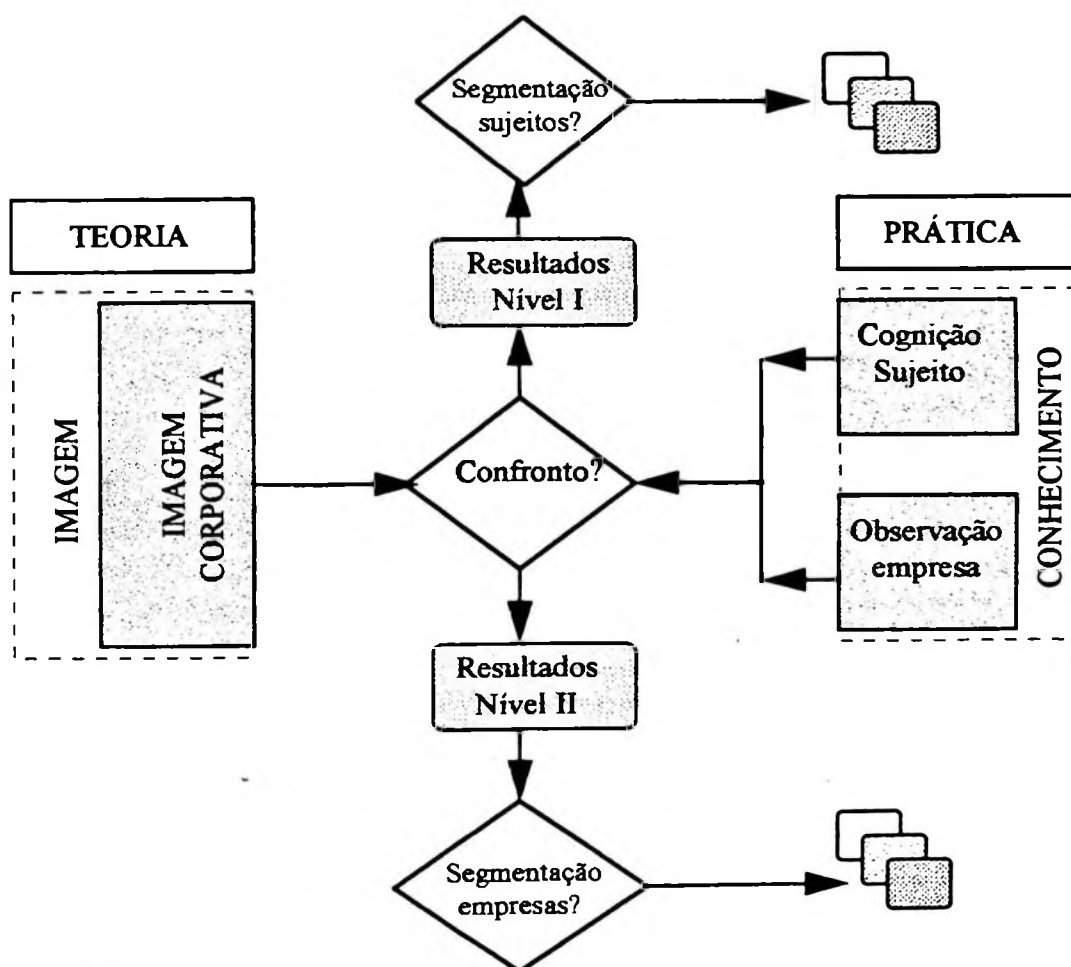 Segmentação
sujeitos?
TEORIA
PRÁTICA
Resultados
Nível I
IMAGEM
IMAGEM
CORPORATIVA
Confronto?
Cognição
Sujeito
Observação
empresa
CONHECIMENTO
Resultados
Nível II
Segmentação
empresas?